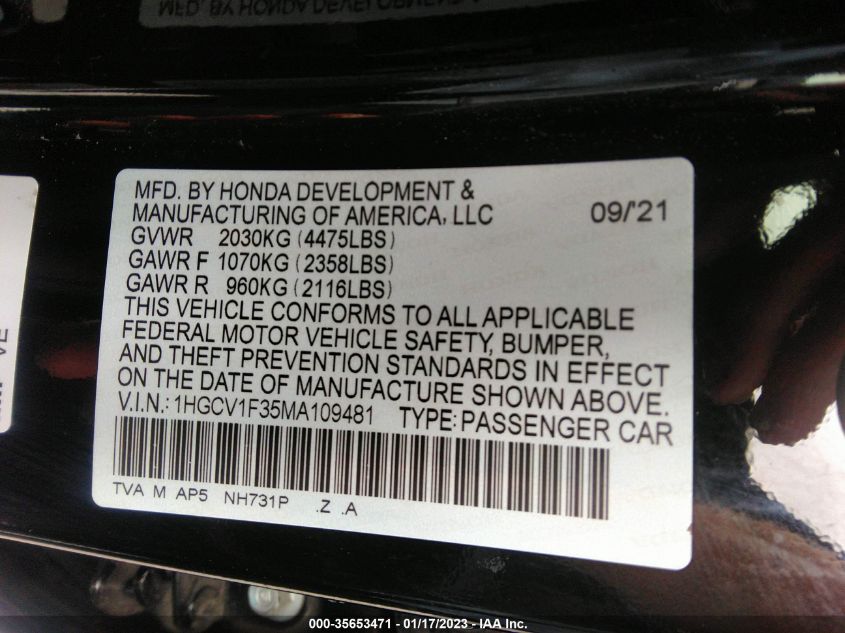 MFD. BY HONDA DEVELOPMENT &
MANUFACTURING OF AMERICA, LLC 09/'21
GVWR 2030KG (4475LBS)
GAWR F 1070KG (2358LBS)
GAWR R 960KG (2116LBS)
THIS VEHICLE CONFORMS TO ALL APPLICABLE
FEDERAL MOTOR VEHICLE SAFETY, BUMPER,
AND THEFT PREVENTION STANDARDS IN EFFECT
ON THE DATE OF MANUFACTURE SHOWN ABOVE.
V.I.N.: 1HGCV1F35MA109481 TYPE: PASSENGER CAR
TVA M AP5 NH731P .Z .A
000-35653471 - 01/17/2023 - IAA Inc.